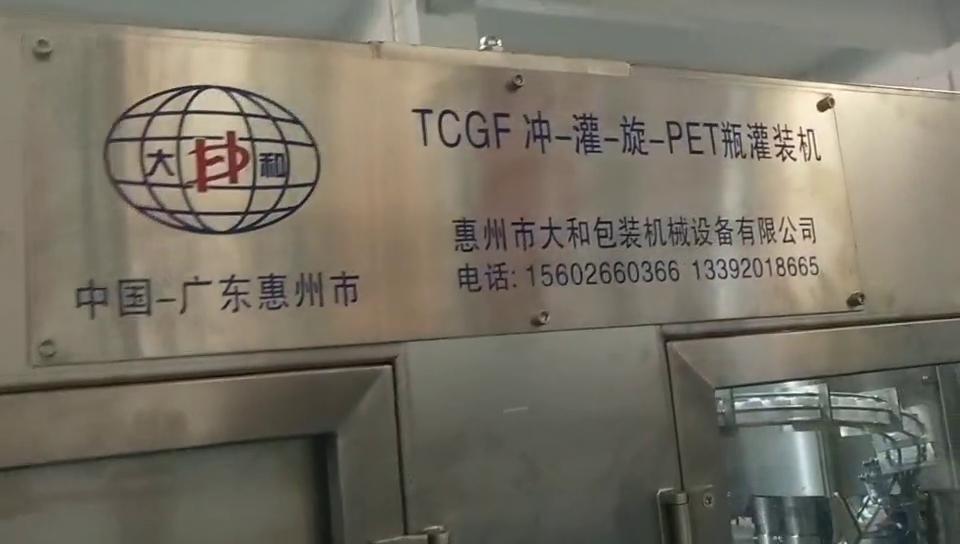 大 和
中国-广东惠州市
TCGF 冲-灌-旋-PET瓶灌装机
惠州市大和包装机械设备有限公司
电话: 15602660366 13392018665